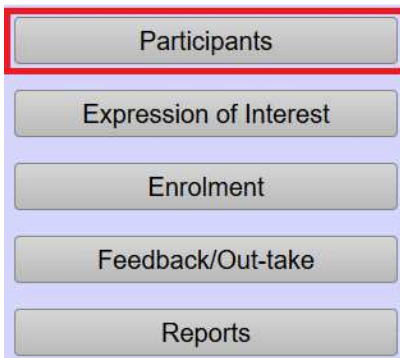 Participants
Expression of Interest
Enrolment
Feedback/Out-take
Reports